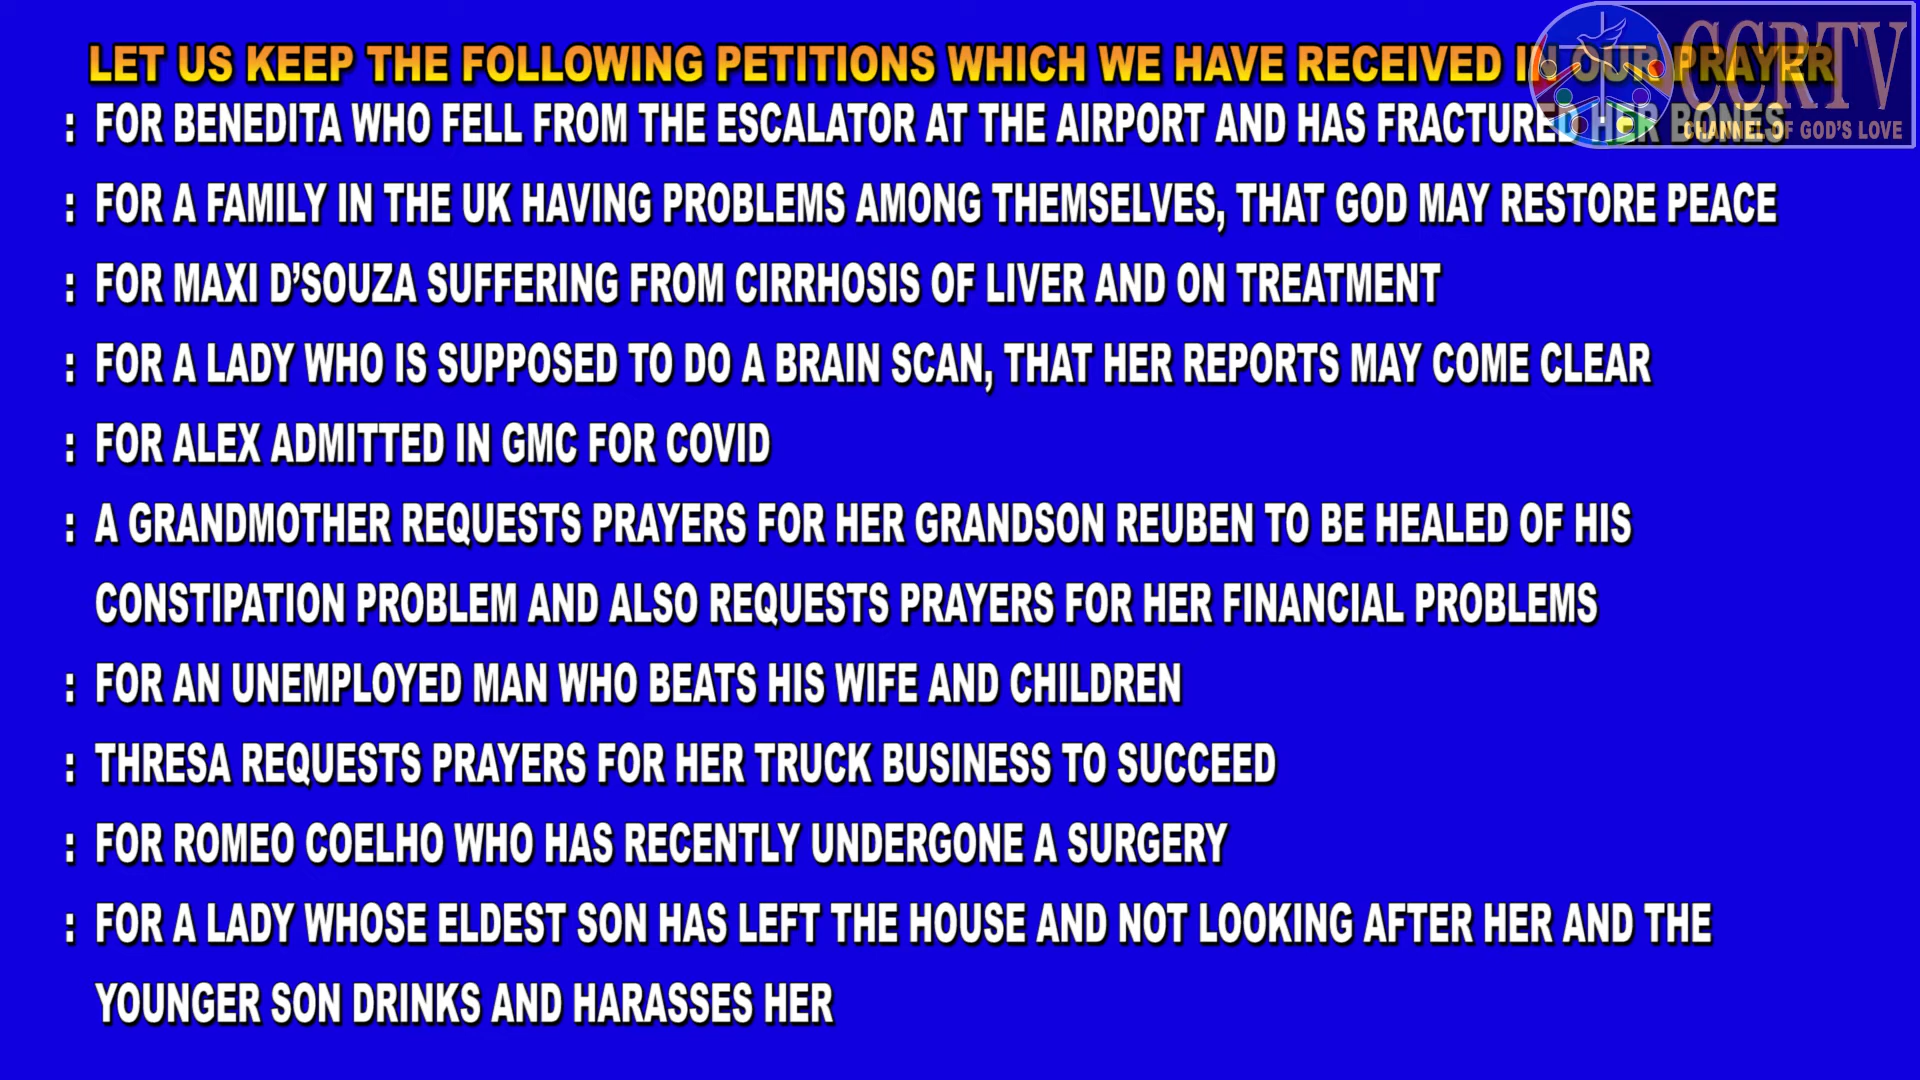 LET US KEEP THE FOLLOWING PETITIONS WHICH WE HAVE RECEIVED IN OUR PRAYER
: FOR BENEDITA WHO FELL FROM THE ESCALATOR AT THE AIRPORT AND HAS FRACTURED HER BONES
: FOR A FAMILY IN THE UK HAVING PROBLEMS AMONG THEMSELVES, THAT GOD MAY RESTORE PEACE
: FOR MAXI D’SOUZA SUFFERING FROM CIRRHOSIS OF LIVER AND ON TREATMENT
: FOR A LADY WHO IS SUPPOSED TO DO A BRAIN SCAN, THAT HER REPORTS MAY COME CLEAR
: FOR ALEX ADMITTED IN GMC FOR COVID
: A GRANDMOTHER REQUESTS PRAYERS FOR HER GRANDSON REUBEN TO BE HEALED OF HIS
CONSTIPATION PROBLEM AND ALSO REQUESTS PRAYERS FOR HER FINANCIAL PROBLEMS
: FOR AN UNEMPLOYED MAN WHO BEATS HIS WIFE AND CHILDREN
: THRESA REQUESTS PRAYERS FOR HER TRUCK BUSINESS TO SUCCEED
: FOR ROMEO COELHO WHO HAS RECENTLY UNDERGONE A SURGERY
: FOR A LADY WHOSE ELDEST SON HAS LEFT THE HOUSE AND NOT LOOKING AFTER HER AND THE
YOUNGER SON DRINKS AND HARASSES HER
CCRTV
CHANNEL OF GOD'S LOVE